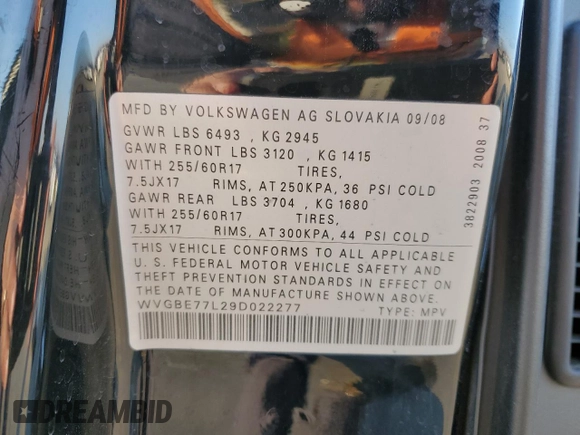 MFD BY VOLKSWAGEN AG SLOVAKIA 09/08
GVWR LBS 6493 , KG 2945
GAWR FRONT LBS 3120 , KG 1415
WITH 255/60R17 TIRES,
7.5JX17 RIMS, AT 250KPA, 36 PSI COLD
GAWR REAR LBS 3704 , KG 1680
WITH 255/60R17 TIRES,
7.5JX17 RIMS, AT 300KPA, 44 PSI COLD
THIS VEHICLE CONFORMS TO ALL APPLICABLE
U. S. FEDERAL MOTOR VEHICLE SAFETY AND
THEFT PREVENTION STANDARDS IN EFFECT ON
THE DATE OF MANUFACTURE SHOWN ABOVE.
WVGBE77L29D022277 TYPE: MPV
3822903 2008 37
DREAMBID